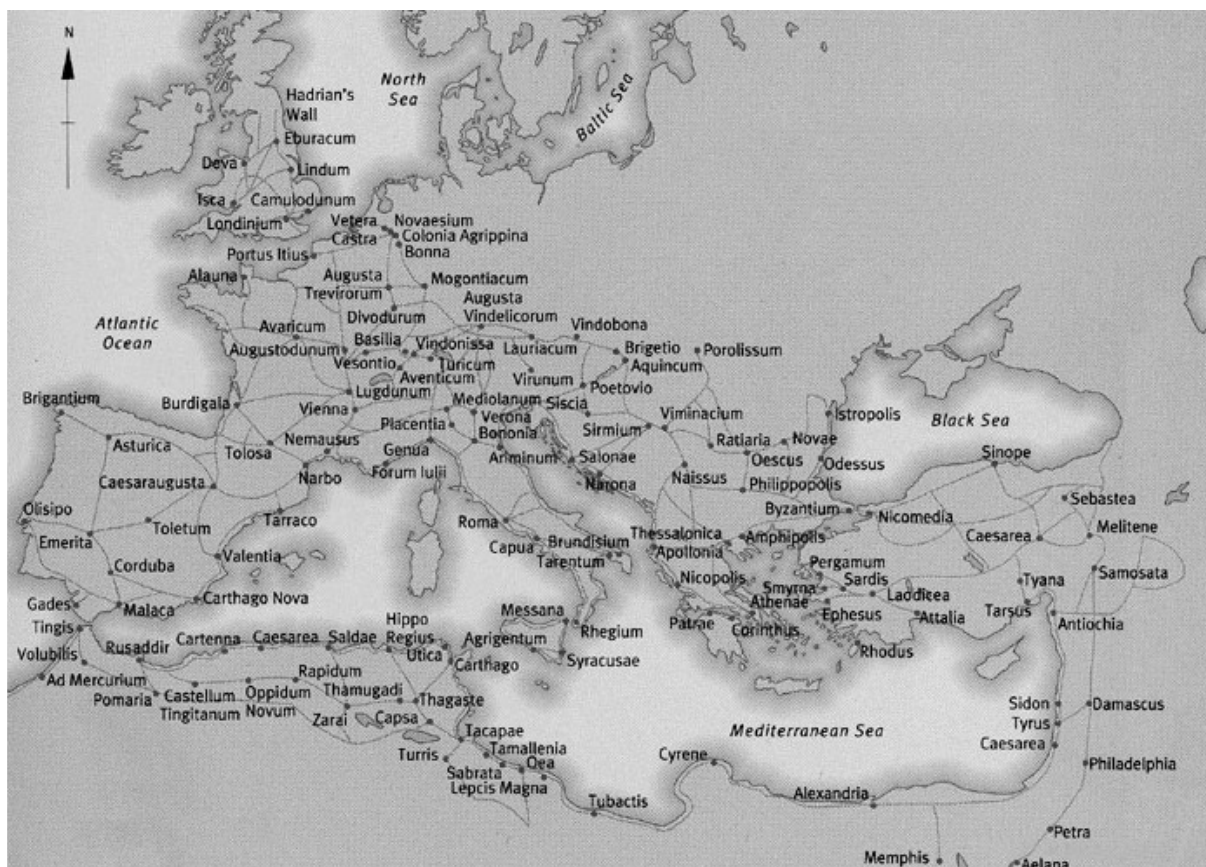 N
North
Sea
Baltic Sea
Hadrian's
Wall
Eburacum
Deva
Lindum
Isca
Camulodunum
Londinium
Vetera
Novaesium
Castra
Colonia Agrippina
Bonna
Portus Itius
Alauna
Augusta
Trevirorum
Mogontiacum
Divodurum
Augusta
Vindelicorum
Atlantic
Ocean
Avaricum
Basilia
Vindonissa
Vindobona
Augustodunum
Lauriacum
Brigetio
Porolissum
Vesontio
Turicum
Aquincum
Aventicum
Virunum
Poetovio
Lugdunum
Brigantium
Burdigala
Vienna
Mediolanum
Siscia
Viminacium
Istropolis
Black Sea
Placentia
Verona
Sirmium
Asturica
Nemausus
Bononia
Ratiaria
Novae
Tolosa
Genua
Ariminum
Salonae
Oescus
Odessus
Sinope
Narbo
Forum Iulii
Narona
Naissus
Caesaraugusta
Philippopolis
Sebastea
Olisipo
Tarraco
Roma
Byzantium
Nicomedia
Toletum
Emerita
Thessalonica
Caesarea
Melitene
Capua
Brundisium
Apollonia
Amphipolis
Valentia
Tarentum
Pergamum
Corduba
Nicopolis
Smyrna
Sardis
Tyana
Samosata
Gades
Malaca
Carthago Nova
Athenae
Laodicea
Messana
Patrae
Ephesus
Attalia
Tarsus
Antiochia
Tingis
Hippo
Regius
Rhegium
Corinthus
Rusaddir
Cartenna
Caesarea
Saldae
Utica
Agrigentum
Rhodus
Volubilis
Carthago
Syracusae
Ad Mercurium
Rapidum
Pomaria
Castellum
Tingitanum
Oppidum
Novum
Thamugadi
Thagaste
Zarai
Capsa
Sidon
Damascus
Tyrus
Tacapae
Mediterranean Sea
Caesarea
Turris
Tamallenia
Cyrene
Oea
Philadelphia
Sabrata
Lepcis Magna
Alexandria
Tubactis
Petra
Memphis
Aelana